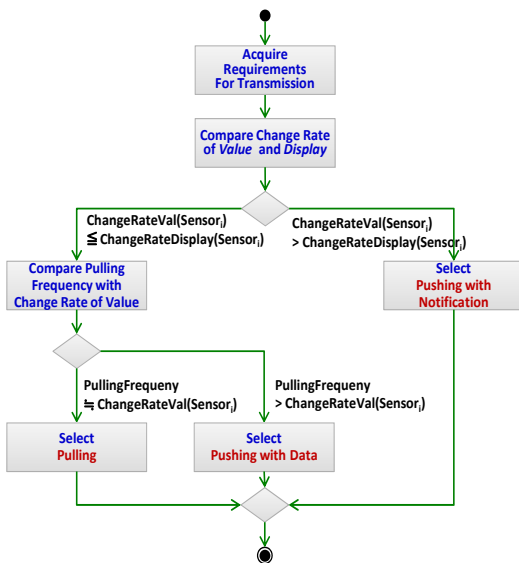 Acquire
Requirements
For Transmission
Compare Change Rate
of Value and Display
ChangeRateVal(Sensorᵢ)
≦ ChangeRateDisplay(Sensorᵢ)
ChangeRateVal(Sensorᵢ)
> ChangeRateDisplay(Sensorᵢ)
Compare Pulling
Frequency with
Change Rate of Value
Select
Pushing with
Notification
PullingFrequeny
≒ ChangeRateVal(Sensorᵢ)
PullingFrequeny
> ChangeRateVal(Sensorᵢ)
Select
Pulling
Select
Pushing with Data